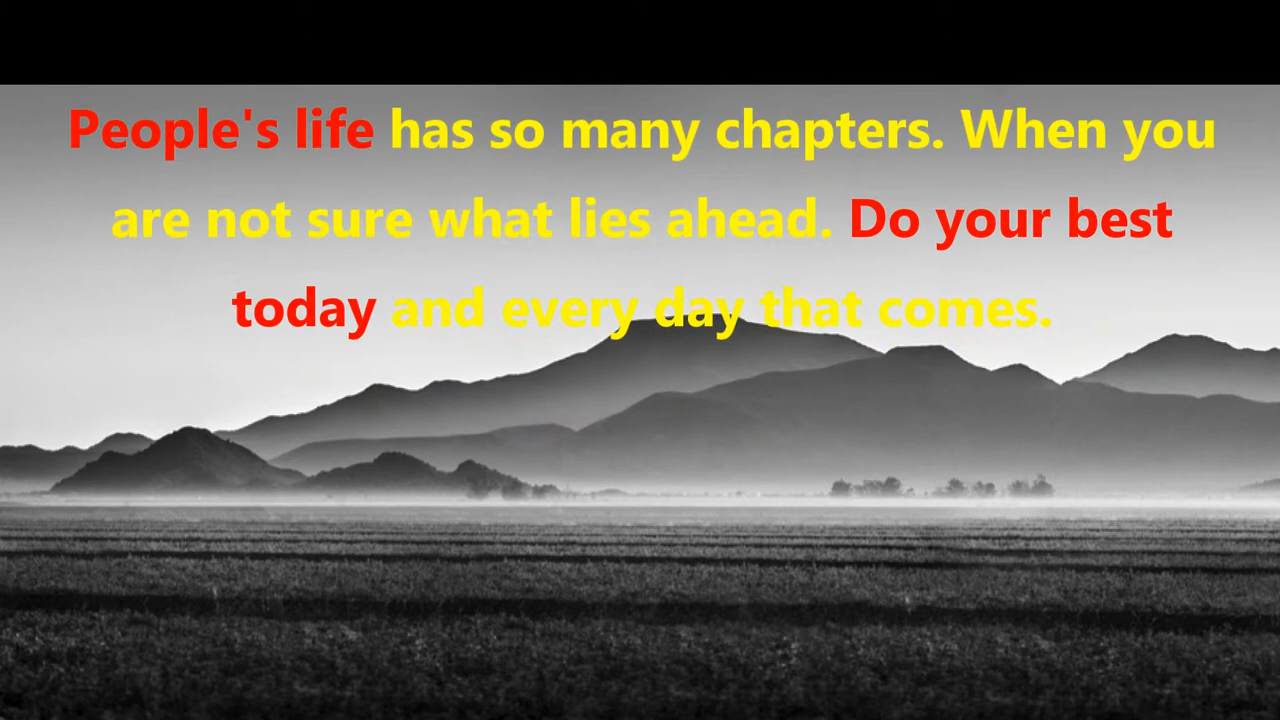 People's life has so many chapters. When you
are not sure what lies ahead. Do your best
today and every day that comes.